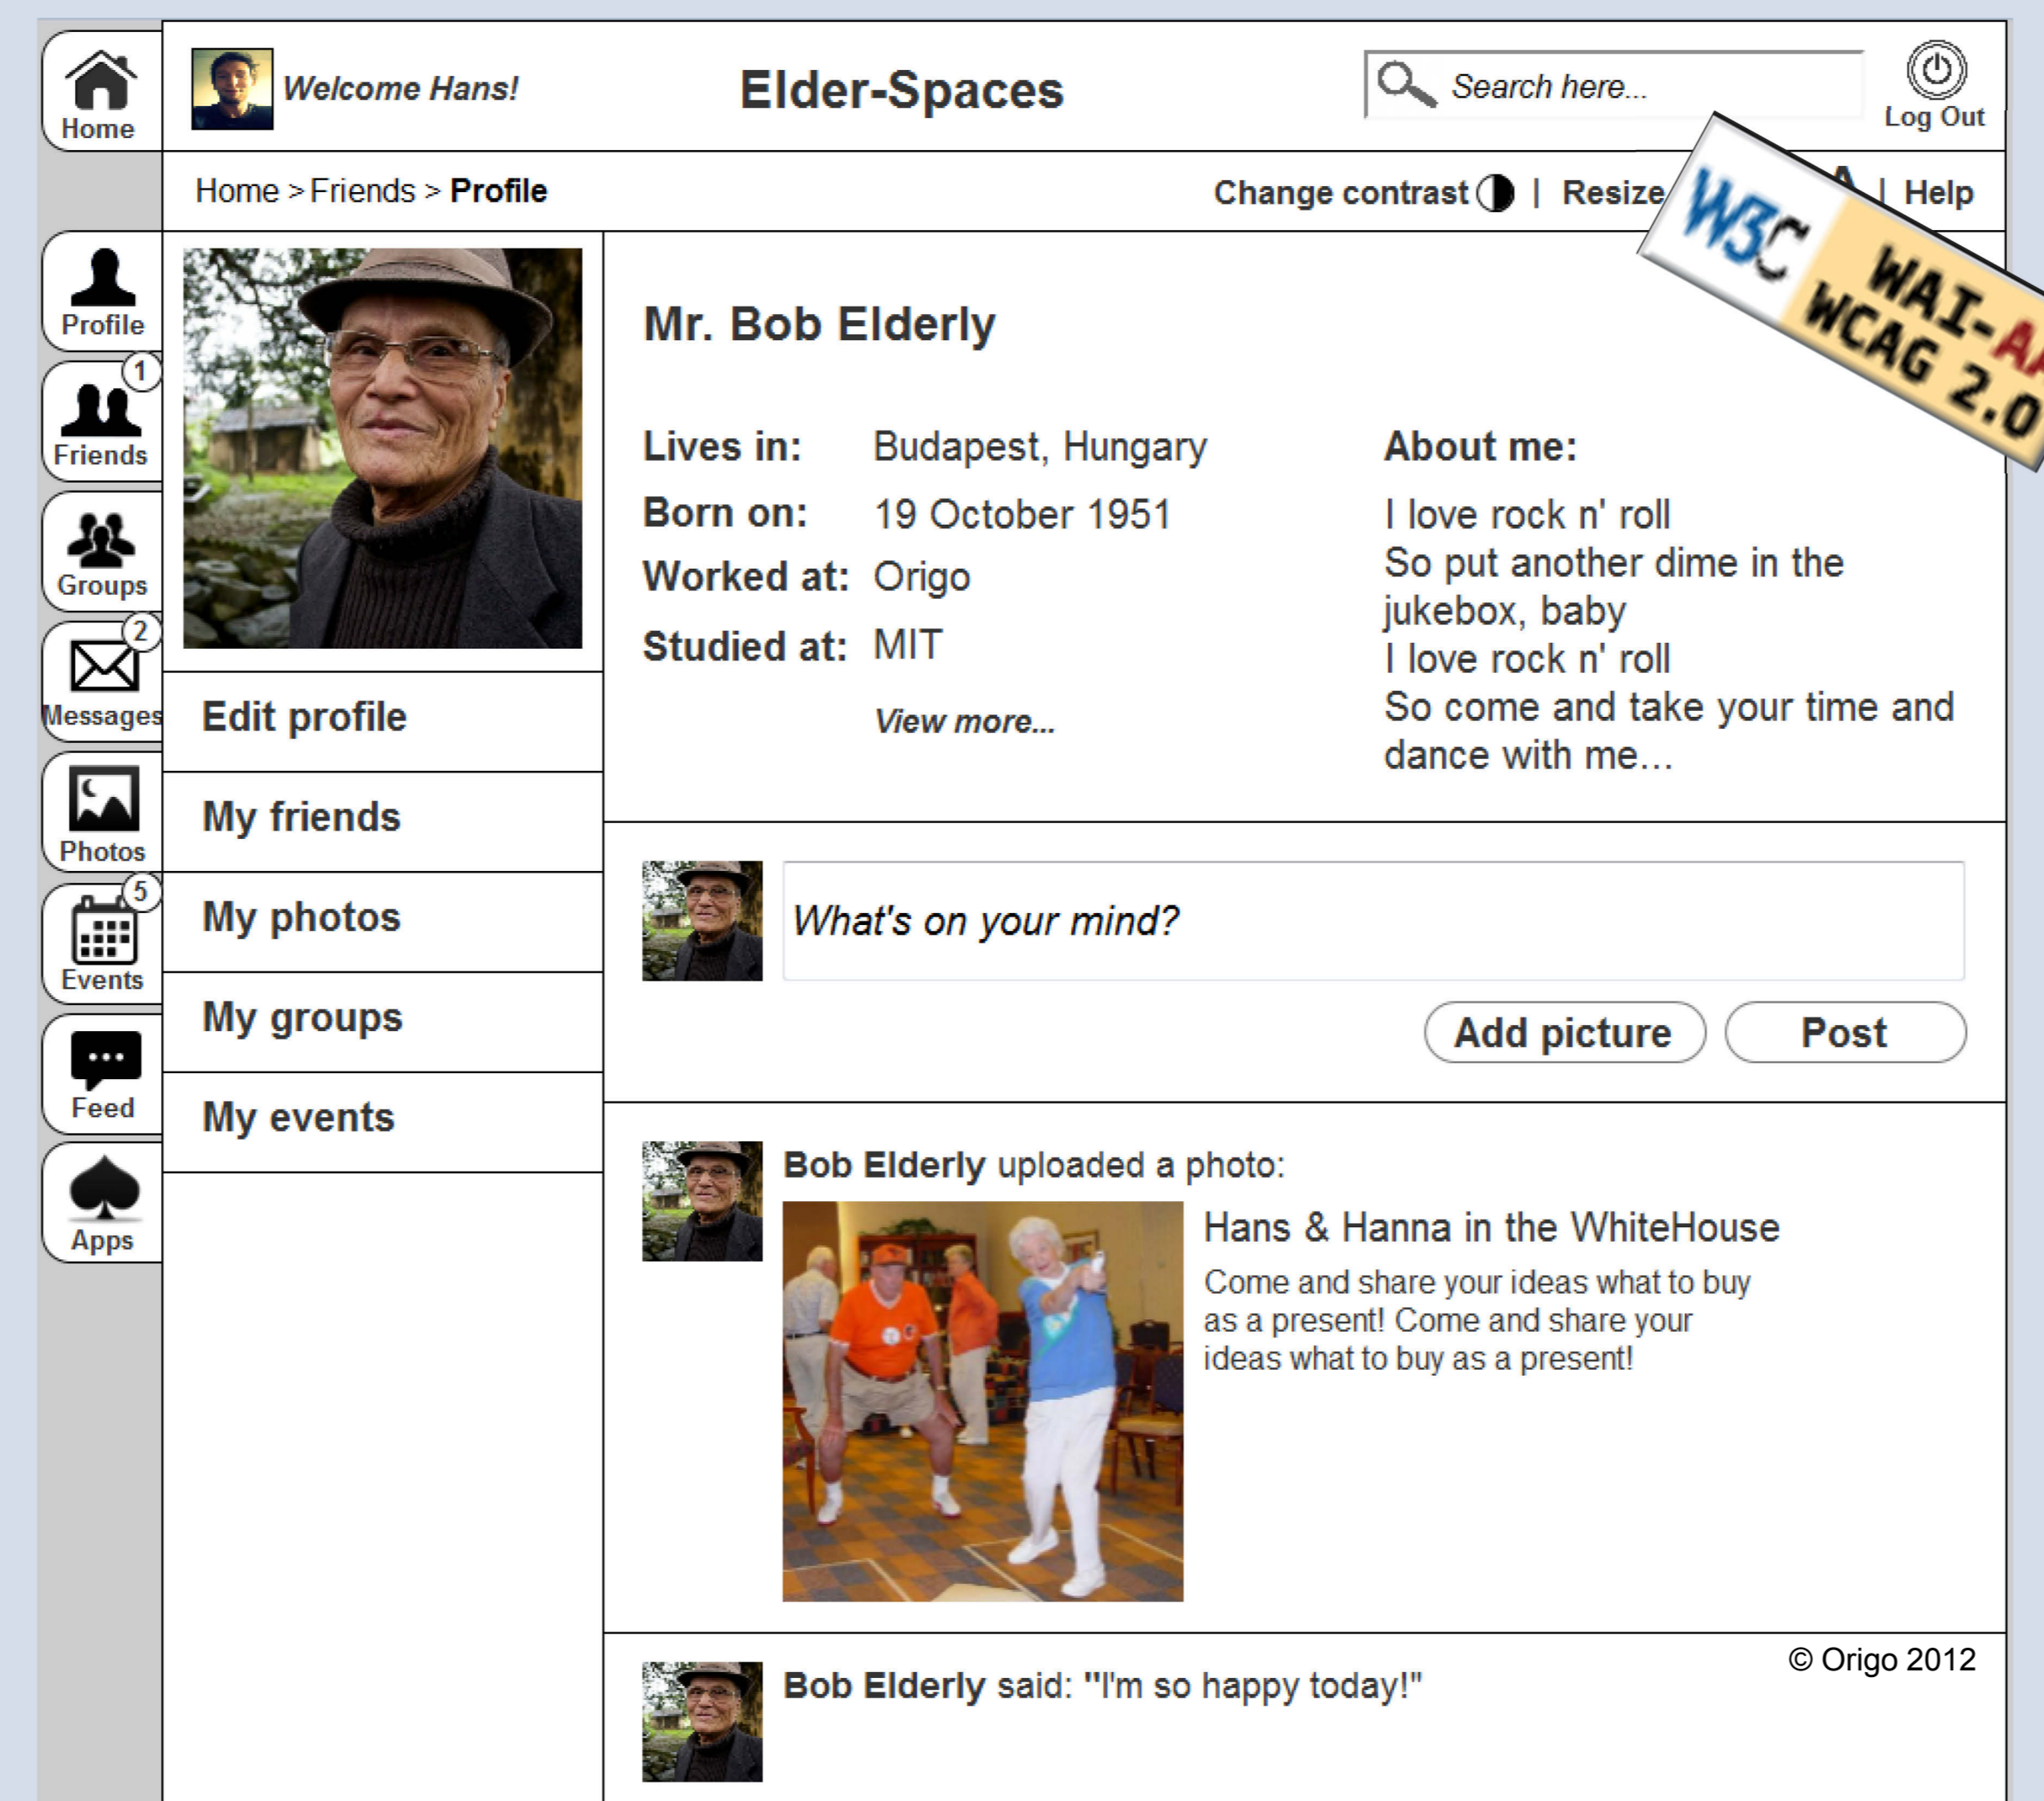 Home
Welcome Hans!
Elder-Spaces
Search here...
Log Out
Home > Friends > Profile
Change contrast | Resize
A | Help
W3C WAI-AA
WCAG 2.0
Profile
1
Friends
Groups
2
Messages
Photos
5
Events
Feed
Apps
Edit profile
My friends
My photos
My groups
My events
Mr. Bob Elderly
Lives in: Budapest, Hungary
Born on: 19 October 1951
Worked at: Origo
Studied at: MIT
View more...
About me:
I love rock n' roll
So put another dime in the
jukebox, baby
I love rock n' roll
So come and take your time and
dance with me...
What's on your mind?
Add picture
Post
Bob Elderly uploaded a photo:
Hans & Hanna in the WhiteHouse
Come and share your ideas what to buy
as a present! Come and share your
ideas what to buy as a present!
© Origo 2012
Bob Elderly said: "I'm so happy today!"